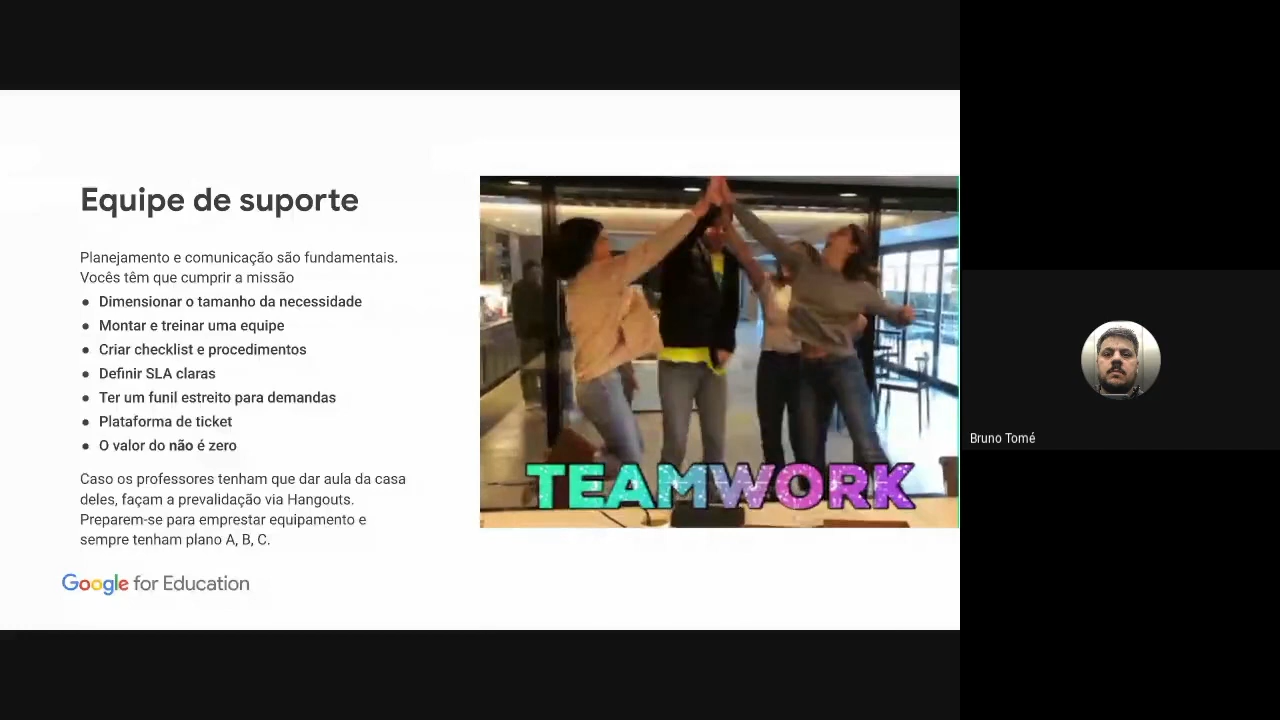 Equipe de suporte
Planejamento e comunicação são fundamentais.
Vocês têm que cumprir a missão
● Dimensionar o tamanho da necessidade
● Montar e treinar uma equipe
● Criar checklist e procedimentos
● Definir SLA claras
● Ter um funil estreito para demandas
● Plataforma de ticket
● O valor do não é zero
Caso os professores tenham que dar aula da casa
deles, façam a prevalidação via Hangouts.
Preparem-se para emprestar equipamento e
sempre tenham plano A, B, C.
Google for Education
TEAMWORK
Bruno Tomé